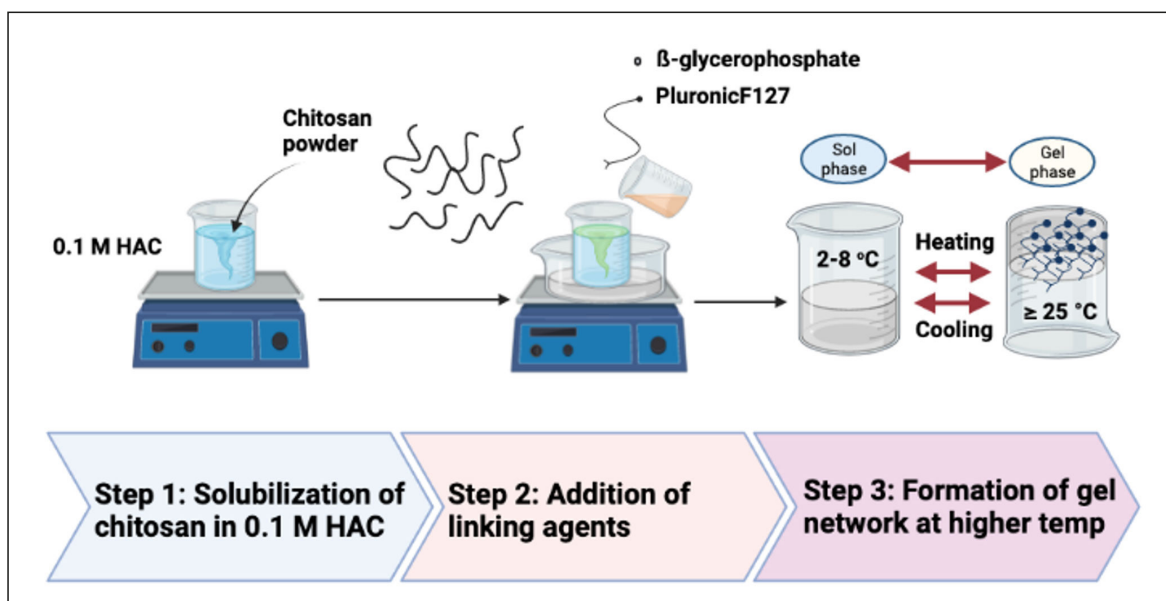 ß-glycerophosphate
PluronicF127
Chitosan
powder
0.1 M HAC
Sol
phase
Gel
phase
2-8 ºC
Heating
Cooling
≥ 25 °C
Step 1: Solubilization of
chitosan in 0.1 M HAC
Step 2: Addition of
linking agents
Step 3: Formation of gel
network at higher temp